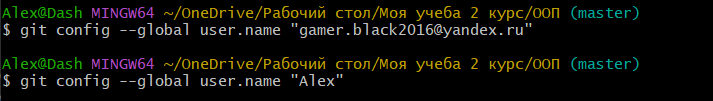 Alex@Dash MINGW64 ~/OneDrive/Рабочий стол/Моя учеба 2 курс/ООП (master)
$ git config --global user.name "gamer.black2016@yandex.ru"
Alex@Dash MINGW64 ~/OneDrive/Рабочий стол/Моя учеба 2 курс/ООП (master)
$ git config --global user.name "Alex"